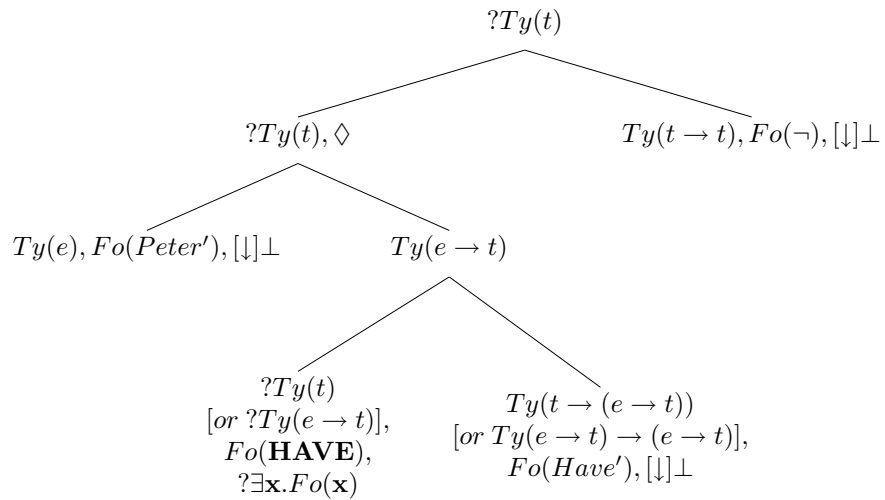 ?Ty(t)
?Ty(t), ◊
Ty(t → t), Fo(¬), [↓]⊥
Ty(e), Fo(Peter′), [↓]⊥
Ty(e → t)
?Ty(t)
[or ?Ty(e → t)],
Fo(HAVE),
?∃x.Fo(x)
Ty(t → (e → t))
[or Ty(e → t) → (e → t)],
Fo(Have′), [↓]⊥